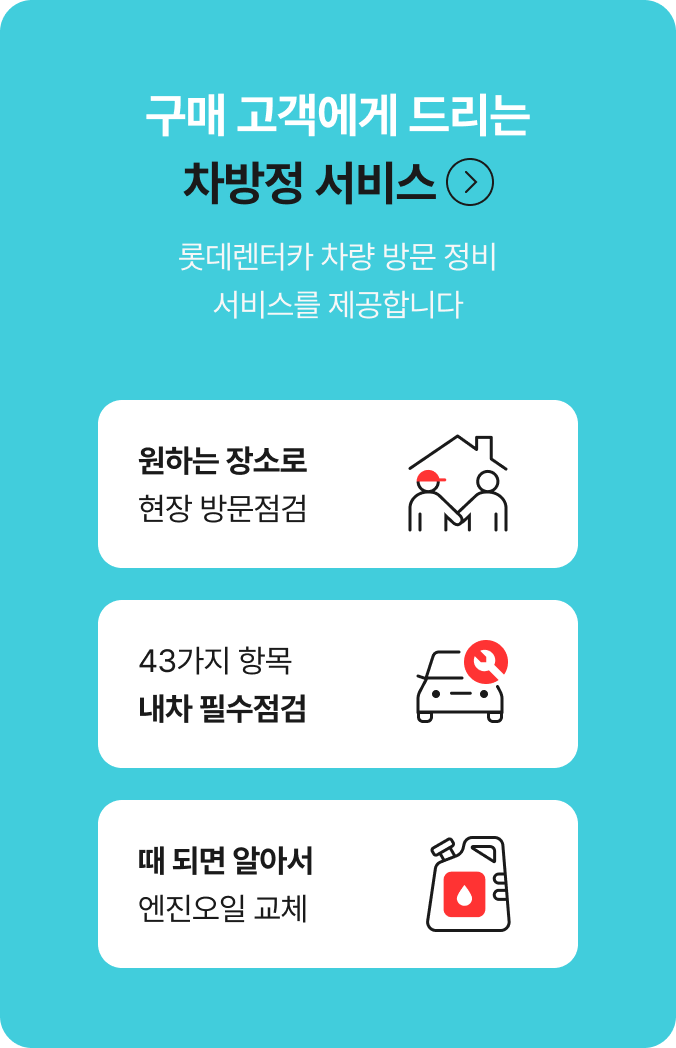 구매 고객에게 드리는
차방정 서비스
롯데렌터카 차량 방문 정비
서비스를 제공합니다
원하는 장소로
현장 방문점검
43가지 항목
내차 필수점검
때 되면 알아서
엔진오일 교체